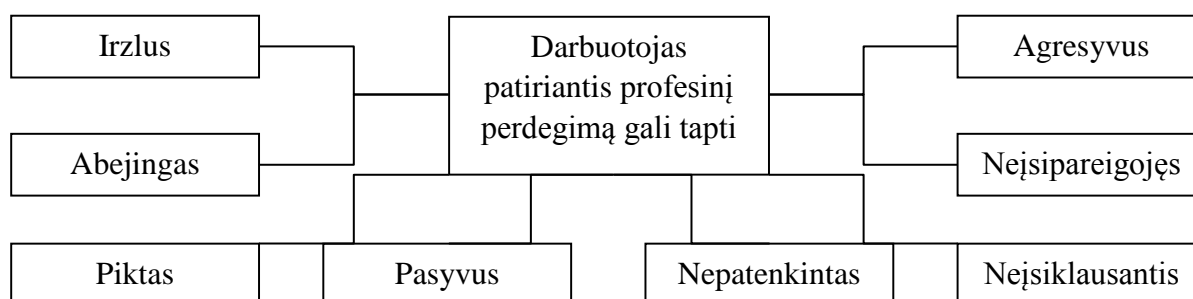 Irzlus
Darbuotojas
patiriantis profesinį
perdegimą gali tapti
Agresyvus
Abejingas
Neįsipareigojęs
Piktas
Pasyvus
Nepatenkintas
Neįsiklausantis